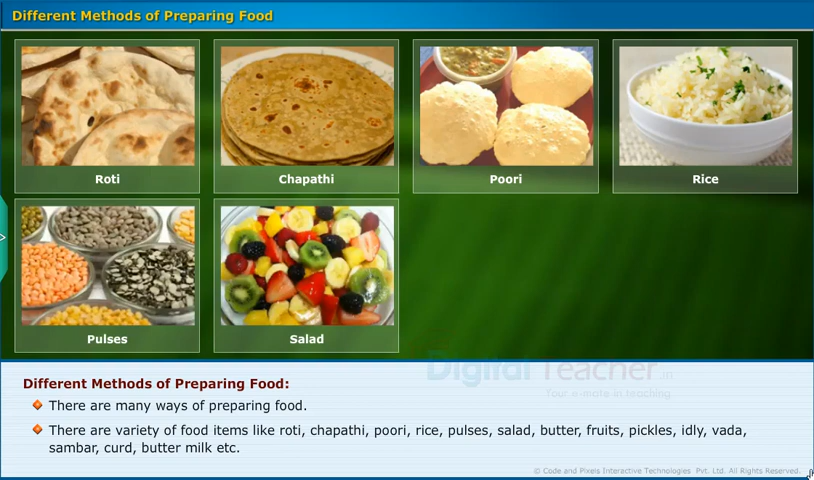 Different Methods of Preparing Food
Roti
Chapathi
Poori
Rice
Pulses
Salad
Digital Teacher.in
Your e-mate in teaching
Different Methods of Preparing Food:
There are many ways of preparing food.
There are variety of food items like roti, chapathi, poori, rice, pulses, salad, butter, fruits, pickles, idly, vada,
sambar, curd, butter milk etc.
© Code and Pixels Interactive Technologies Pvt. Ltd. All Rights Reserved.